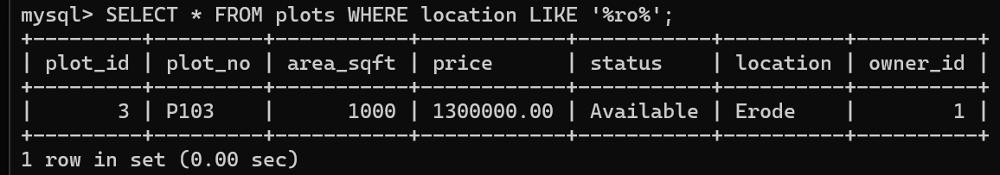 mysql> SELECT * FROM plots WHERE location LIKE '%ro%';
+---------+---------+-----------+------------+-----------+----------+----------+
| plot_id | plot_no | area_sqft | price      | status    | location | owner_id |
+---------+---------+-----------+------------+-----------+----------+----------+
|       3 | P103    |      1000 | 1300000.00 | Available | Erode    |        1 |
+---------+---------+-----------+------------+-----------+----------+----------+
1 row in set (0.00 sec)